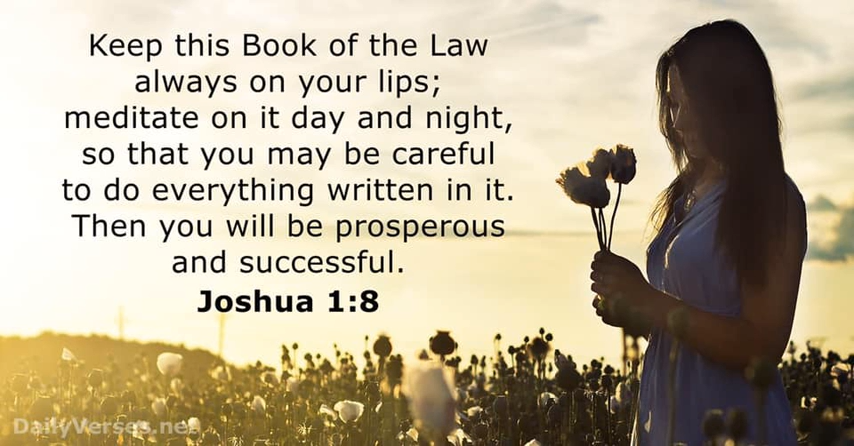 Keep this Book of the Law
always on your lips;
meditate on it day and night,
so that you may be careful
to do everything written in it.
Then you will be prosperous
and successful.
Joshua 1:8
DailyVerses.net